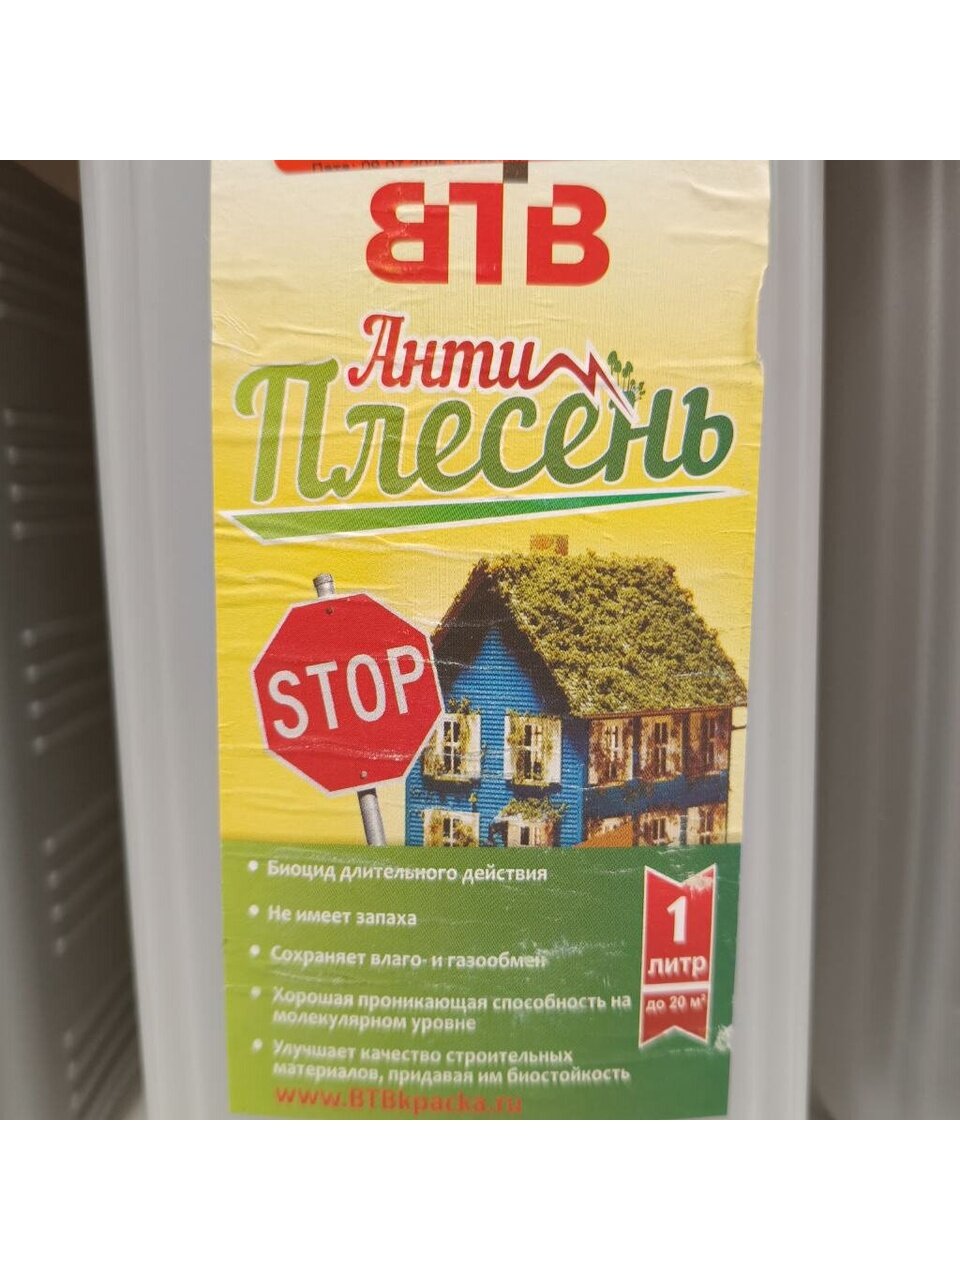 ВТВ
Анти
Плесень
STOP
• Биоцид длительного действия
• Не имеет запаха
• Сохраняет влаго- и газообмен
• Хорошая проникающая способность на
молекулярном уровне
• Улучшает качество строительных
материалов, придавая им биостойкость
www.BTBkpacka.ru
1
литр
до 20 м²